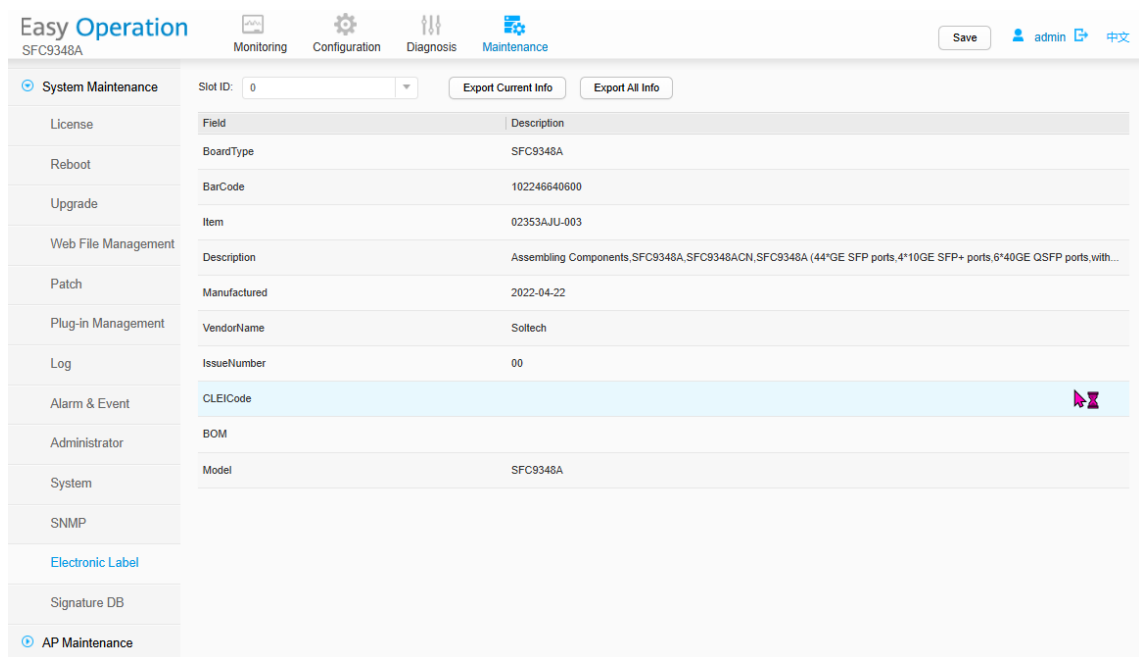 Easy Operation
SFC9348A
Monitoring
Configuration
Diagnosis
Maintenance
Save
admin
中文
System Maintenance
License
Reboot
Upgrade
Web File Management
Patch
Plug-in Management
Log
Alarm & Event
Administrator
System
SNMP
Electronic Label
Signature DB
AP Maintenance
Slot ID: 0 Export Current Info Export All Info
Field Description
BoardType SFC9348A
BarCode 102246640600
Item 02353AJU-003
Description Assembling Components,SFC9348A,SFC9348ACN,SFC9348A (44*GE SFP ports,4*10GE SFP+ ports,6*40GE QSFP ports,with...
Manufactured 2022-04-22
VendorName Soltech
IssueNumber 00
CLEICode
BOM
Model SFC9348A